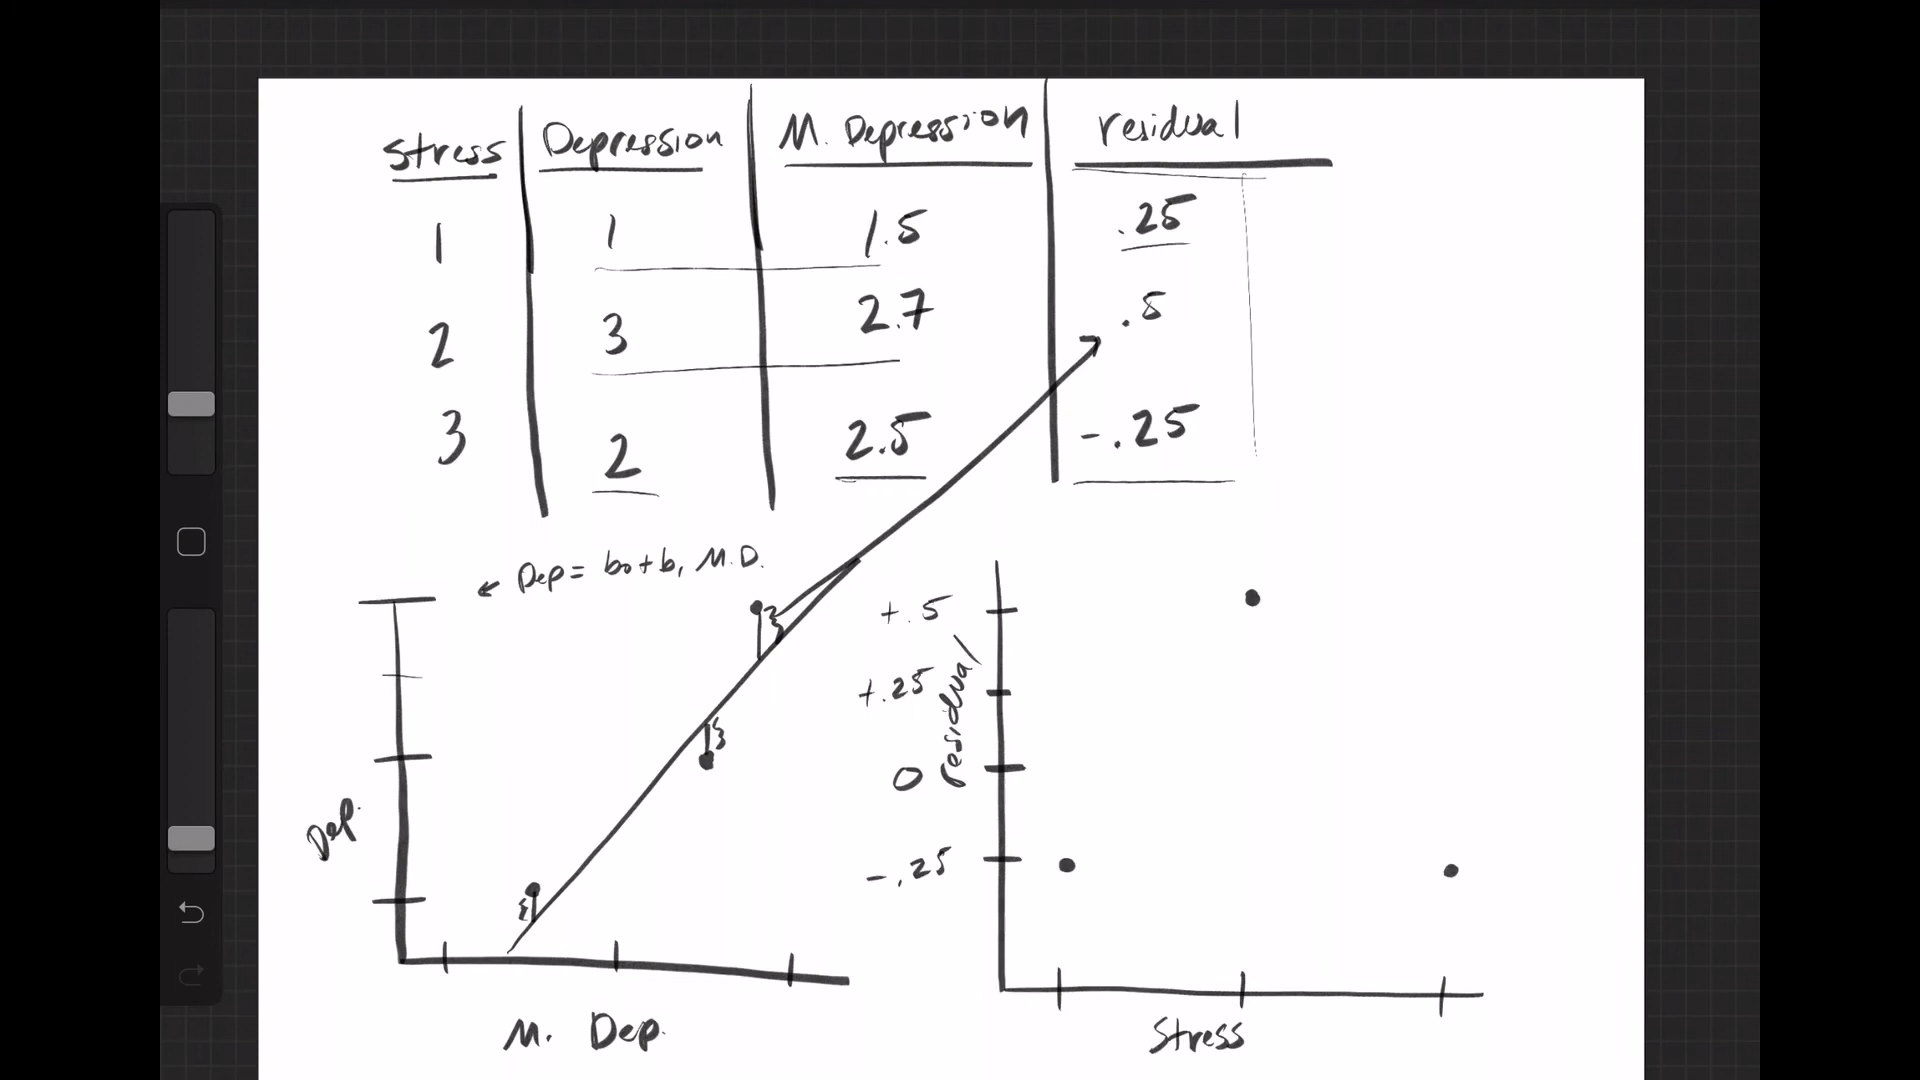 Stress Depression M. Depression residual
1 1 1.5 .25
2 3 2.7 .5
3 2 2.5 -.25
← Dep = b₀+b, M.D.
Dep.
M. Dep.
+.5
+.25
0
-.25
residual
Stress